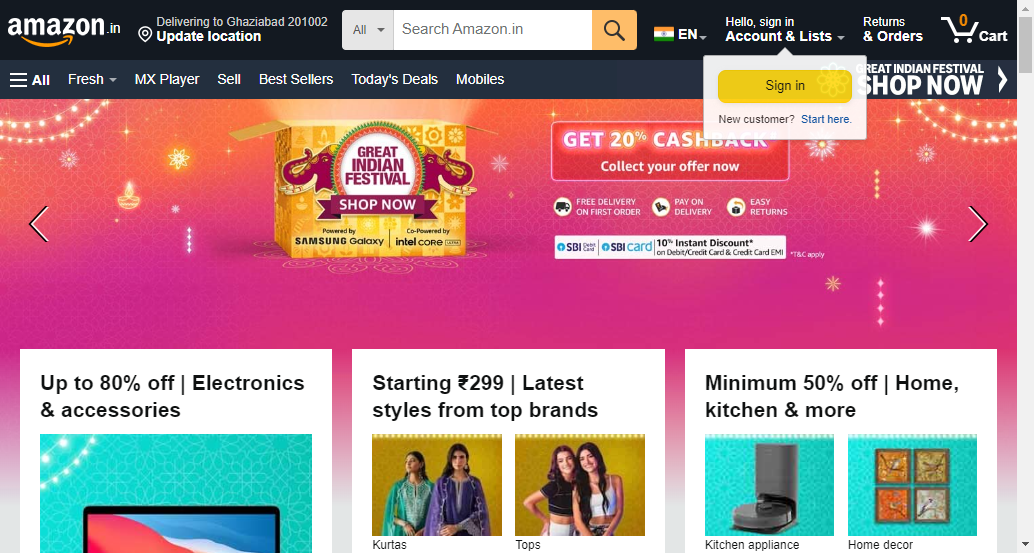 amazon.in
Delivering to Ghaziabad 201002
Update location
All
Search Amazon.in
EN
Hello, sign in
Account & Lists
Returns
& Orders
0
Cart
All
Fresh
MX Player
Sell
Best Sellers
Today's Deals
Mobiles
GREAT INDIAN FESTIVAL
SHOP NOW
Sign in
New customer? Start here.
GREAT
INDIAN
FESTIVAL
SHOP NOW
Powered by
SAMSUNG Galaxy
Co-Powered by
intel core ULTRA
GET 20% CASHBACK*
Collect your offer now
FREE DELIVERY
ON FIRST ORDER
PAY ON
DELIVERY
EASY
RETURNS
SBI Debit Card
SBI card
10% Instant Discount*
on Debit/Credit Card & Credit Card EMI
*T&C apply
Up to 80% off | Electronics
& accessories
Starting ₹299 | Latest
styles from top brands
Kurtas
Tops
Minimum 50% off | Home,
kitchen & more
Kitchen appliance
Home decor